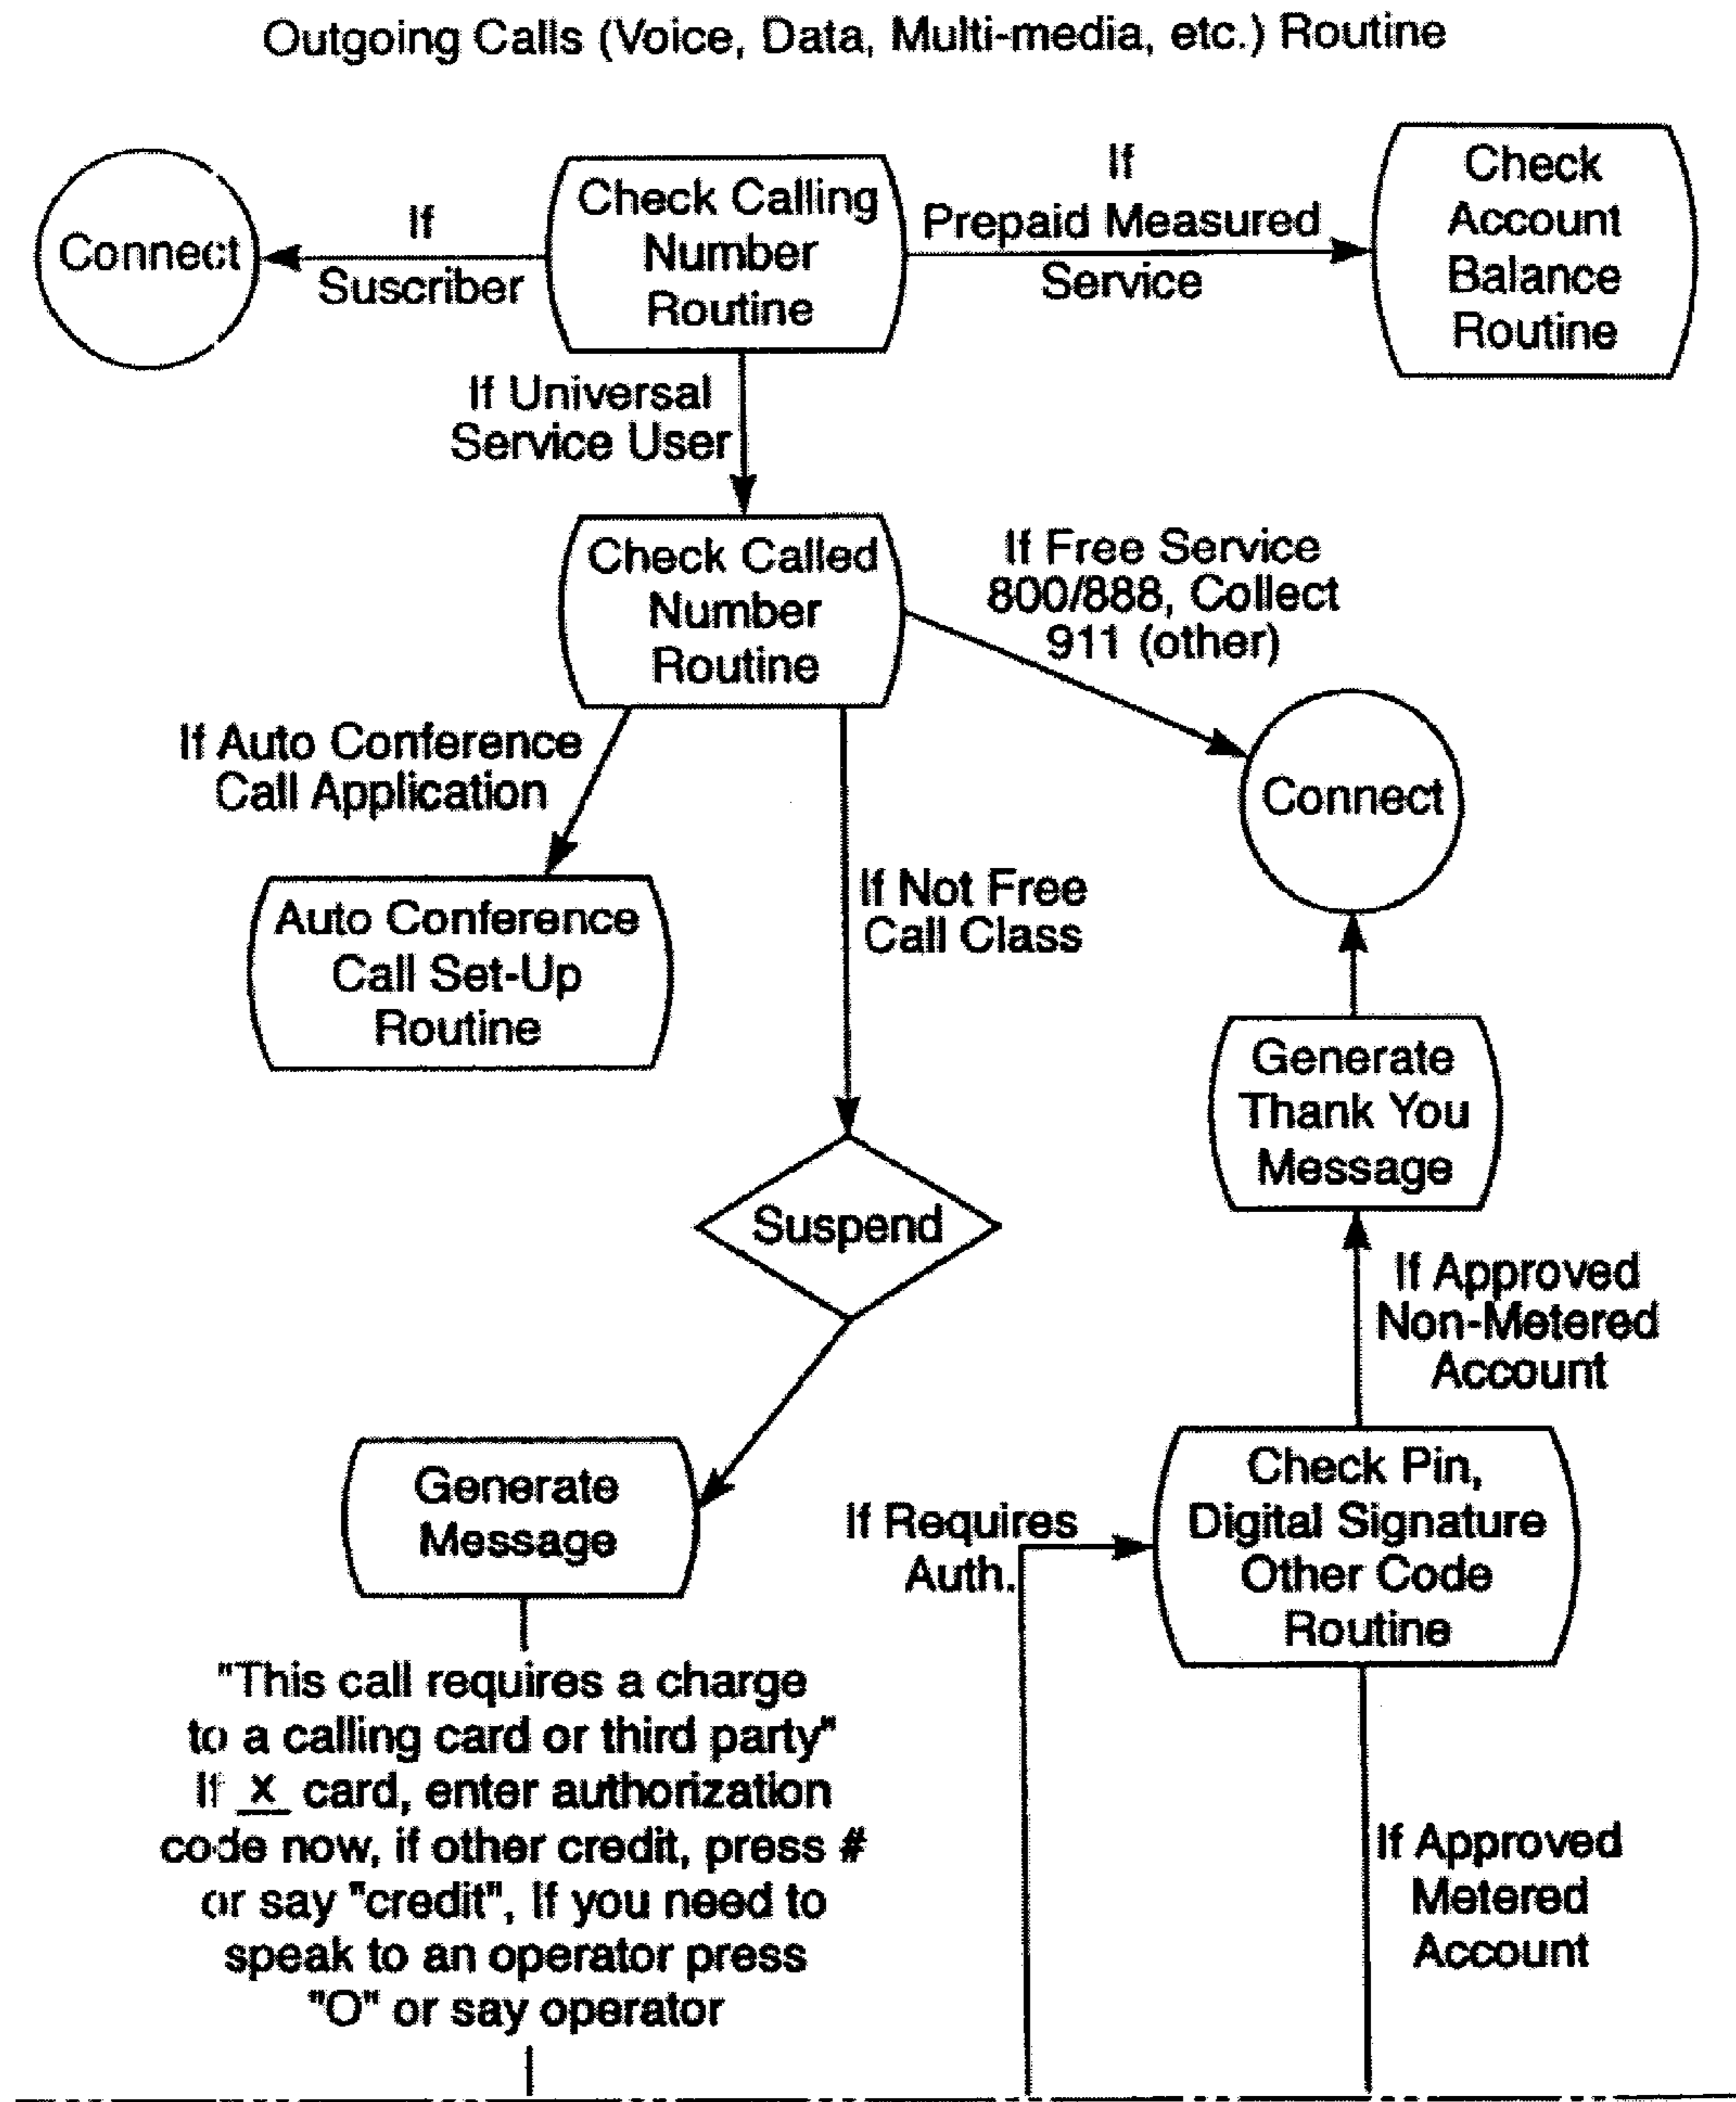 Outgoing Calls (Voice, Data, Multi-media, etc.) Routine
Connect
If
Suscriber
Check Calling
Number
Routine
If
Prepaid Measured
Service
Check
Account
Balance
Routine
If Universal
Service User
Check Called
Number
Routine
If Free Service
800/888, Collect
911 (other)
Connect
If Auto Conference
Call Application
Auto Conference
Call Set-Up
Routine
If Not Free
Call Class
Suspend
Generate
Thank You
Message
If Approved
Non-Metered
Account
Generate
Message
If Requires
Auth.
Check Pin,
Digital Signature
Other Code
Routine
"This call requires a charge
to a calling card or third party"
If x card, enter authorization
code now, if other credit, press #
or say "credit", If you need to
speak to an operator press
"O" or say operator
If Approved
Metered
Account